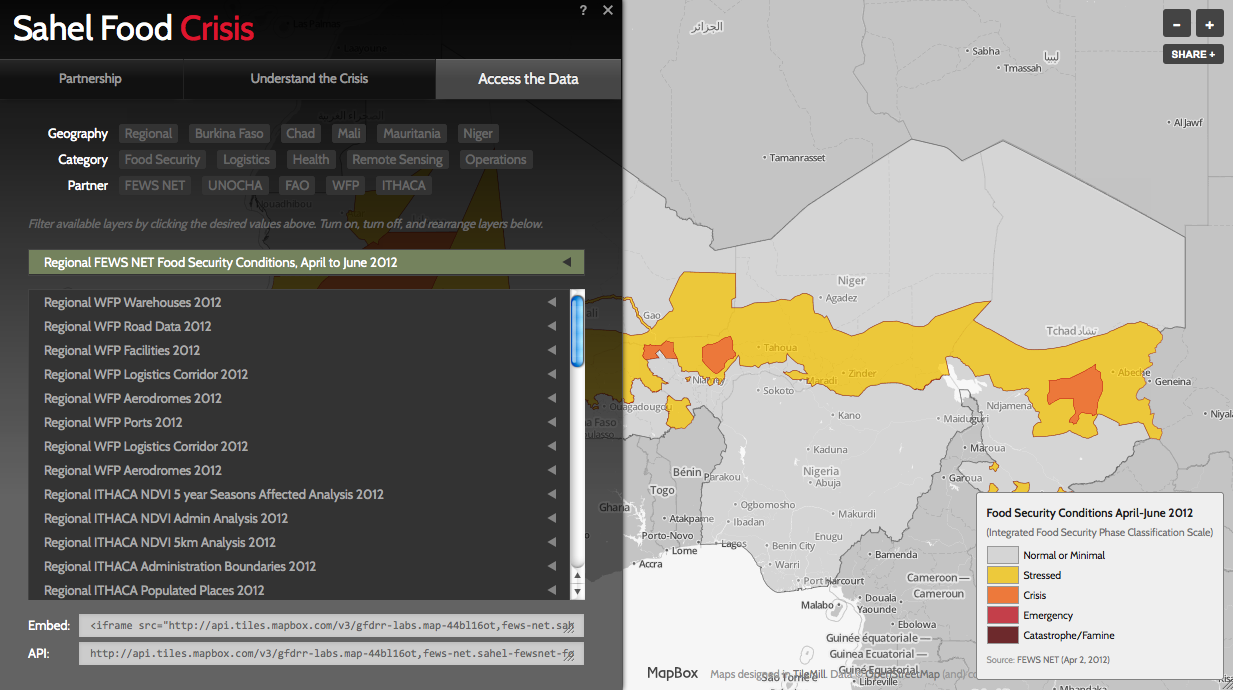 Sahel Food Crisis
? ×
Partnership
Understand the Crisis
Access the Data
Geography Regional Burkina Faso Chad Mali Mauritania Niger
Category Food Security Logistics Health Remote Sensing Operations
Partner FEWS NET UNOCHA FAO WFP ITHACA
Filter available layers by clicking the desired values above. Turn on, turn off, and rearrange layers below.
Regional FEWS NET Food Security Conditions, April to June 2012
Regional WFP Warehouses 2012
Regional WFP Road Data 2012
Regional WFP Facilities 2012
Regional WFP Logistics Corridor 2012
Regional WFP Aerodromes 2012
Regional WFP Ports 2012
Regional WFP Logistics Corridor 2012
Regional WFP Aerodromes 2012
Regional ITHACA NDVI 5 year Seasons Affected Analysis 2012
Regional ITHACA NDVI Admin Analysis 2012
Regional ITHACA NDVI 5km Analysis 2012
Regional ITHACA Administration Boundaries 2012
Regional ITHACA Populated Places 2012
Embed: <iframe src="http://api.tiles.mapbox.com/v3/gfdrr-labs.map-44bl16ot,fews-net.sah
API: http://api.tiles.mapbox.com/v3/gfdrr-labs.map-44bl16ot,fews-net.sahel-fewsnet-fo
- +
SHARE +
الجزائر
Sabha
ليبيا
Tmassah
Al Jawf
Tamanrasset
Niger
Agadez
Gao
Tchad تشاد
Tahoua
Zinder
Abeche
Geneina
Niamey
Maradi
Sokoto
Ouagadougou
Ndjamena
Kano
Maiduguri
Niyal
Kaduna
Maroua
Bénin
Parakou
Nigeria
Abuja
Garoua
Togo
Ghana
Ogbomosho
Atakpame
Ibadan
Makurdi
Porto-Novo
Lagos
Enugu
Lome
Benin City
Bamenda
Accra
Warri
Port Harcourt
Cameroon —
Cameroun
Malabo
Douala
Yaounde
Ebolowa
Guinée équatoriale —
Guinea Ecuatorial —
Guiné Equatorial
Libreville
São Tomé
Mbandaka
Food Security Conditions April-June 2012
(Integrated Food Security Phase Classification Scale)
Normal or Minimal
Stressed
Crisis
Emergency
Catastrophe/Famine
Source: FEWS NET (Apr 2, 2012)
MapBox
Maps designed in TileMill. Data © OpenStreetMap (and) co